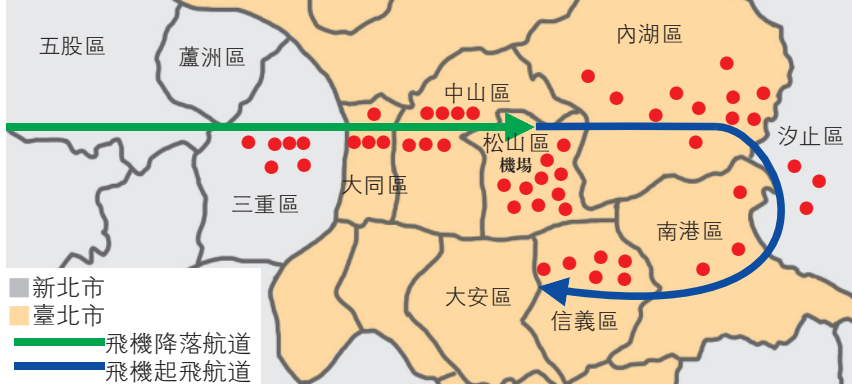 五股區
蘆洲區
內湖區
中山區
松山區
機場
汐止區
大同區
三重區
南港區
大安區
信義區
新北市
臺北市
飛機降落航道
飛機起飛航道